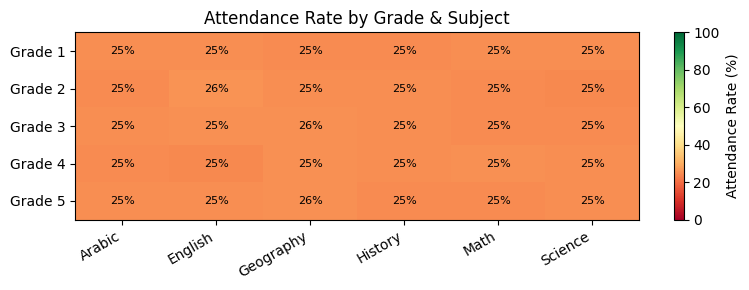 Attendance Rate by Grade & Subject
Grade 1 25% 25% 25% 25% 25% 25%
Grade 2 25% 26% 25% 25% 25% 25%
Grade 3 25% 25% 26% 25% 25% 25%
Grade 4 25% 25% 25% 25% 25% 25%
Grade 5 25% 25% 26% 25% 25% 25%
Arabic English Geography History Math Science
100
80
60
40
20
0
Attendance Rate (%)